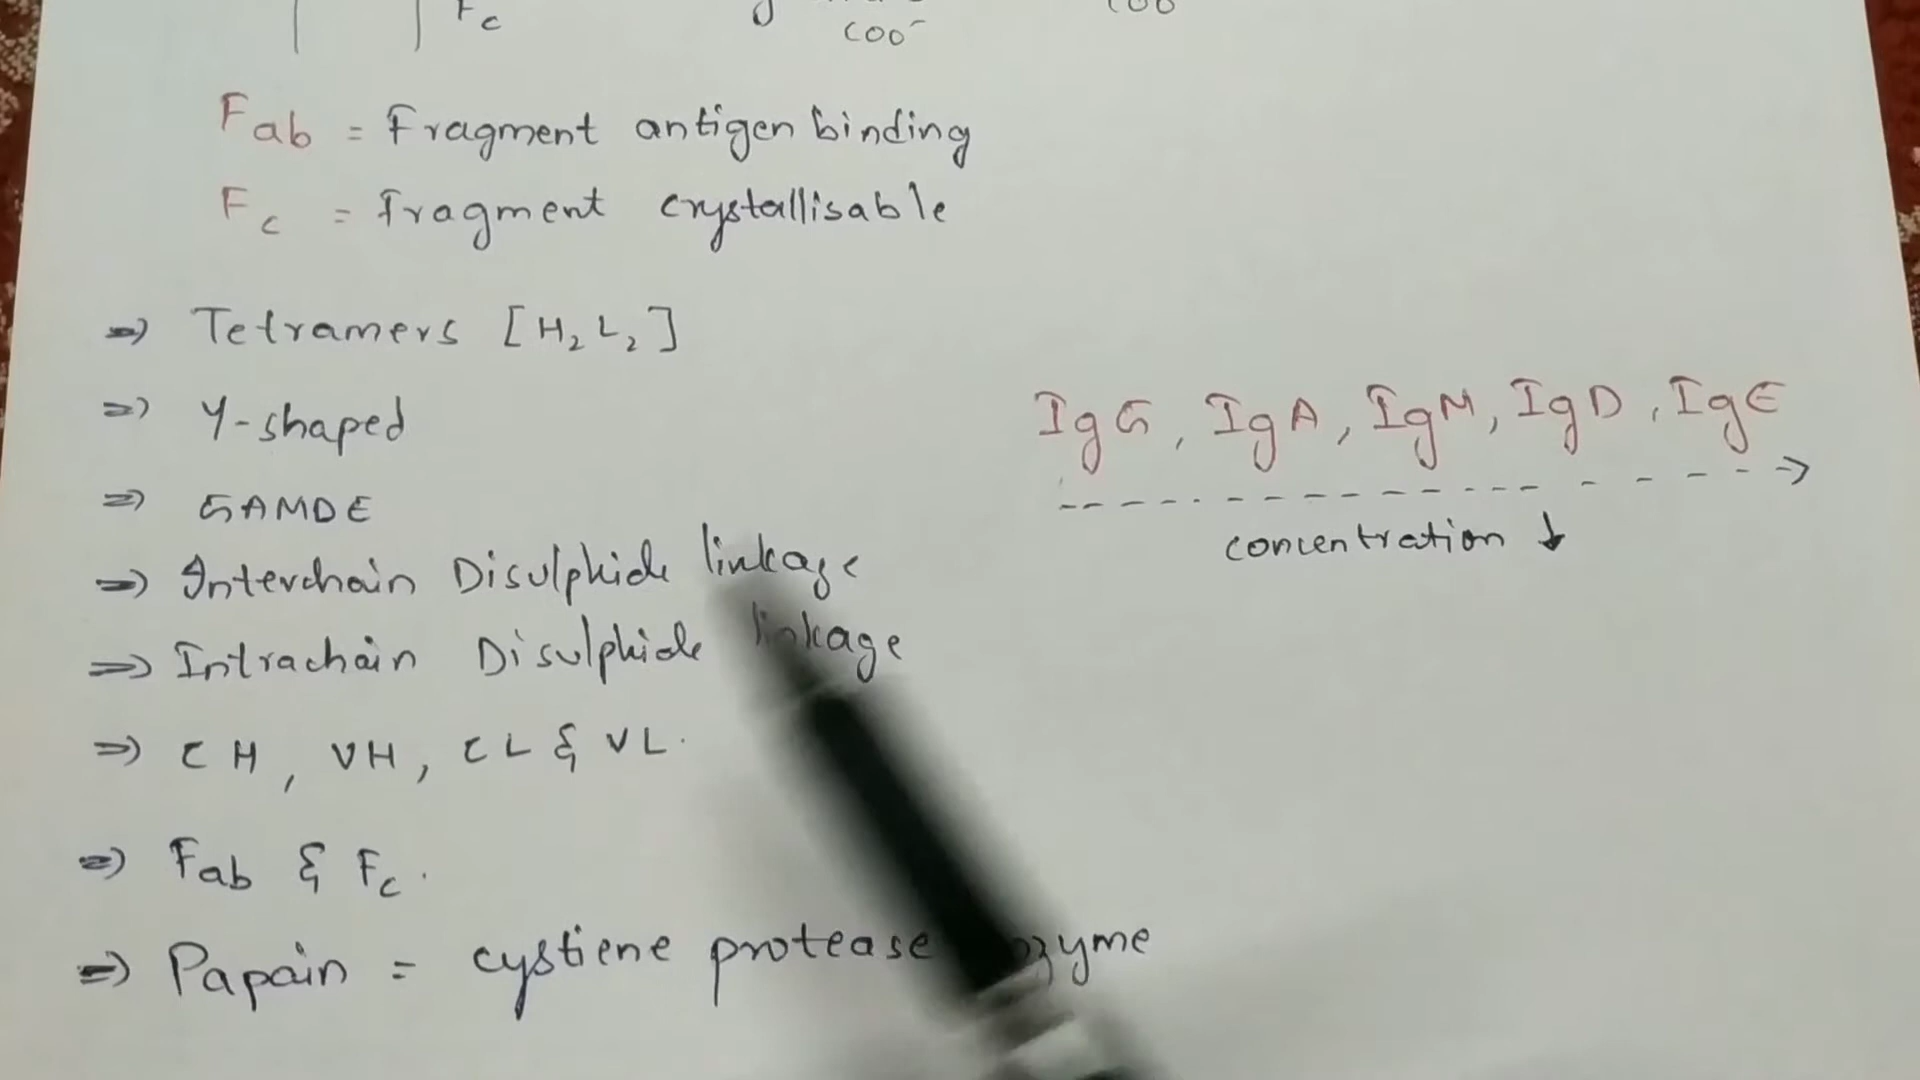 Fc
COO⁻
COO
Fab = Fragment antigen binding
Fc = Fragment crystallisable
⇒ Tetramers [H₂L₂]
⇒ Y-shaped
IgG, IgA, IgM, IgD, IgE
⇒ GAMDE
concentration ↓
⇒ Interchain Disulphide linkage
⇒ Intrachain Disulphide linkage
⇒ CH, VH, CL & VL.
⇒ Fab & Fc.
⇒ Papain = cystiene protease